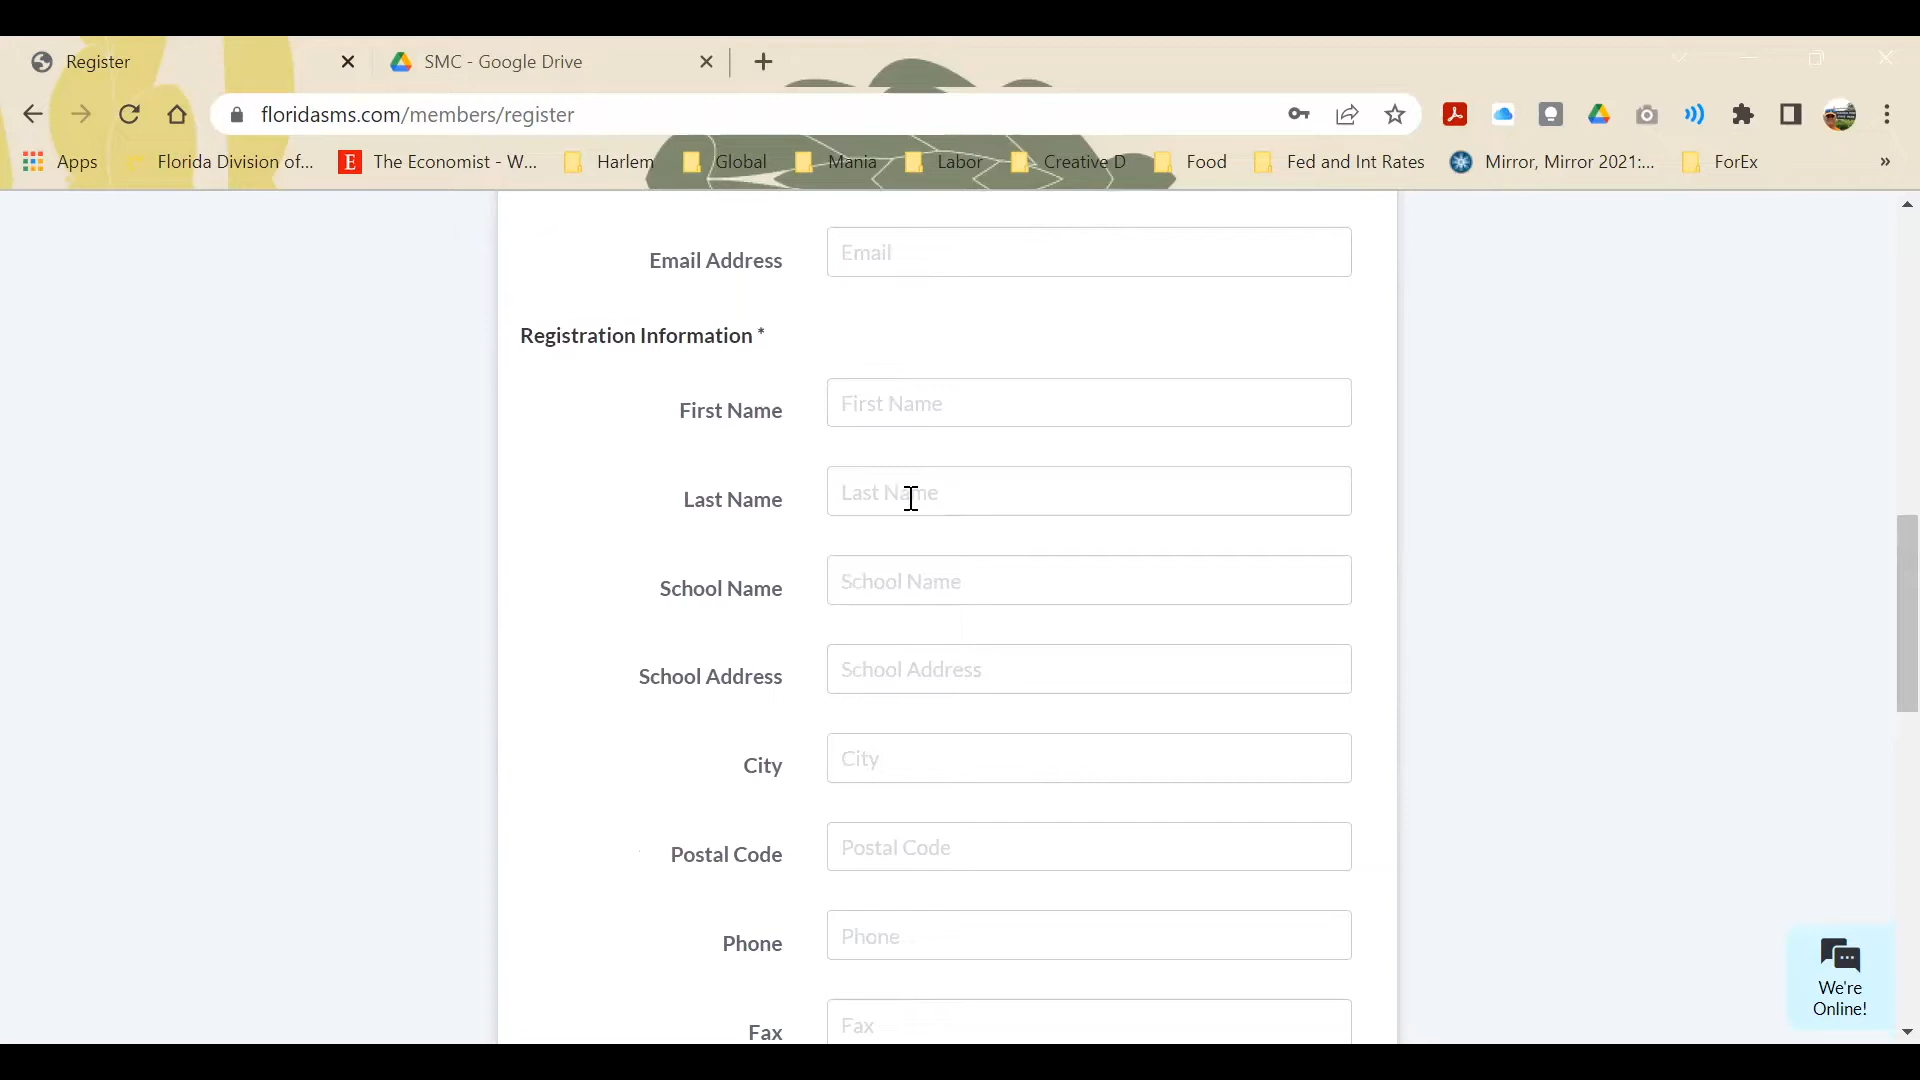 Register
SMC - Google Drive
floridasms.com/members/register
Apps
Florida Division of...
E
The Economist - W...
Harlem
Global
Mania
Labor
Creative D
Food
Fed and Int Rates
Mirror, Mirror 2021:...
ForEx
»
Email Address
Email
Registration Information *
First Name
First Name
Last Name
Last Name
School Name
School Name
School Address
School Address
City
City
Postal Code
Postal Code
Phone
Phone
Fax
Fax
We're
Online!